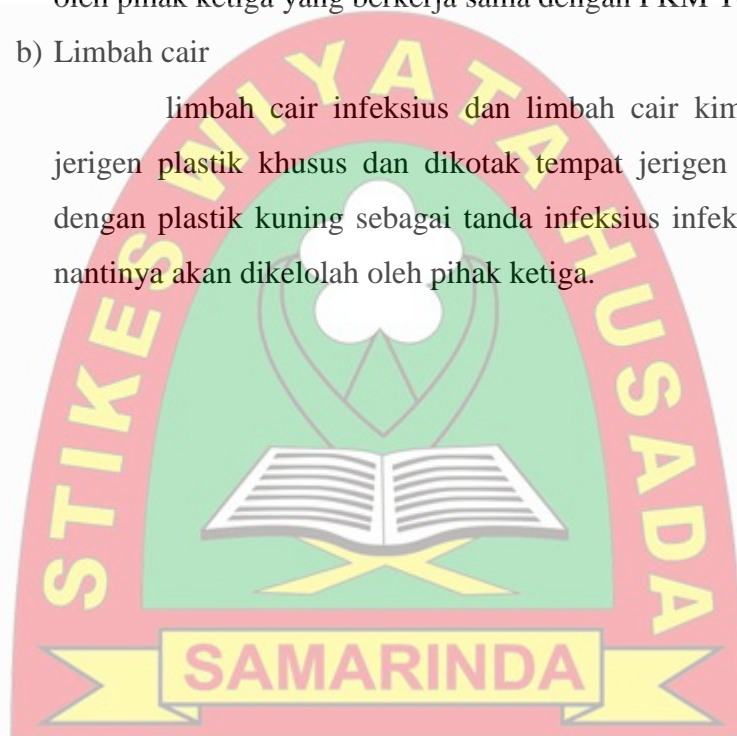 oleh pihak ketiga yang berkerja sama dengan PKM
b) Limbah cair
limbah cair infeksius dan limbah cair
jerigen plastik khusus dan dikotak tempat jerigen
dengan plastik kuning sebagai tanda infeksius
nantinya akan dikelolah oleh pihak ketiga.
STIKES WIYATA HUSADA
SAMARINDA